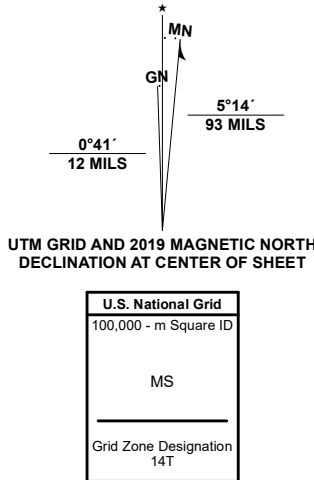 MN
GN
5°14´
93 MILS
0°41´
12 MILS
UTM GRID AND 2019 MAGNETIC NORTH
DECLINATION AT CENTER OF SHEET
U.S. National Grid
100,000 - m Square ID
MS
Grid Zone Designation
14T